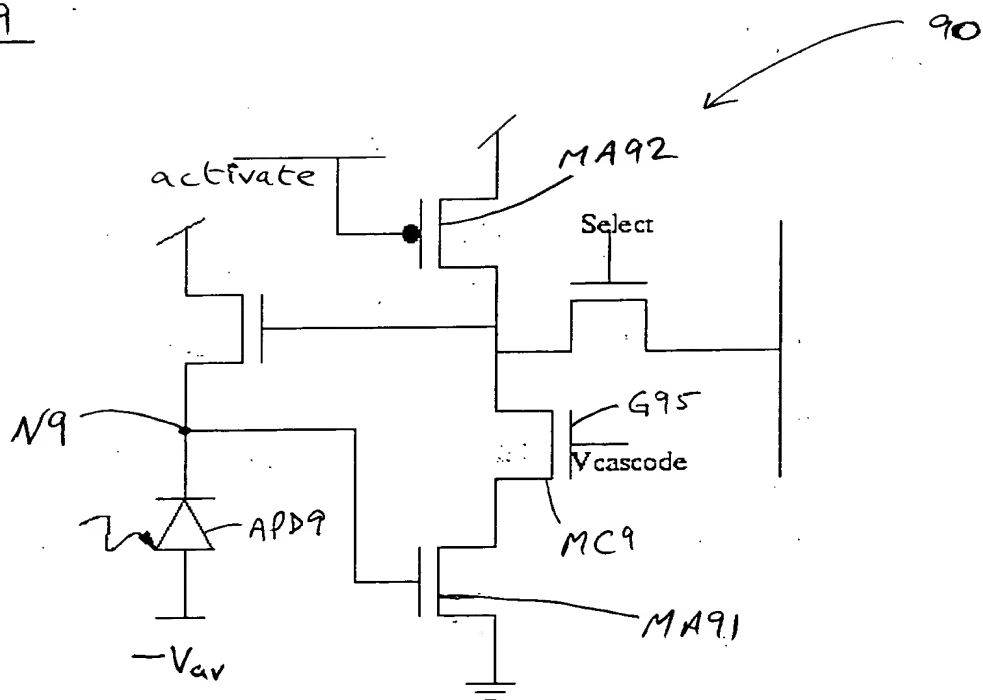 9
90
MA92
activate
Select
N9
G95
Vcascode
APD9
MC9
MA91
-Vav